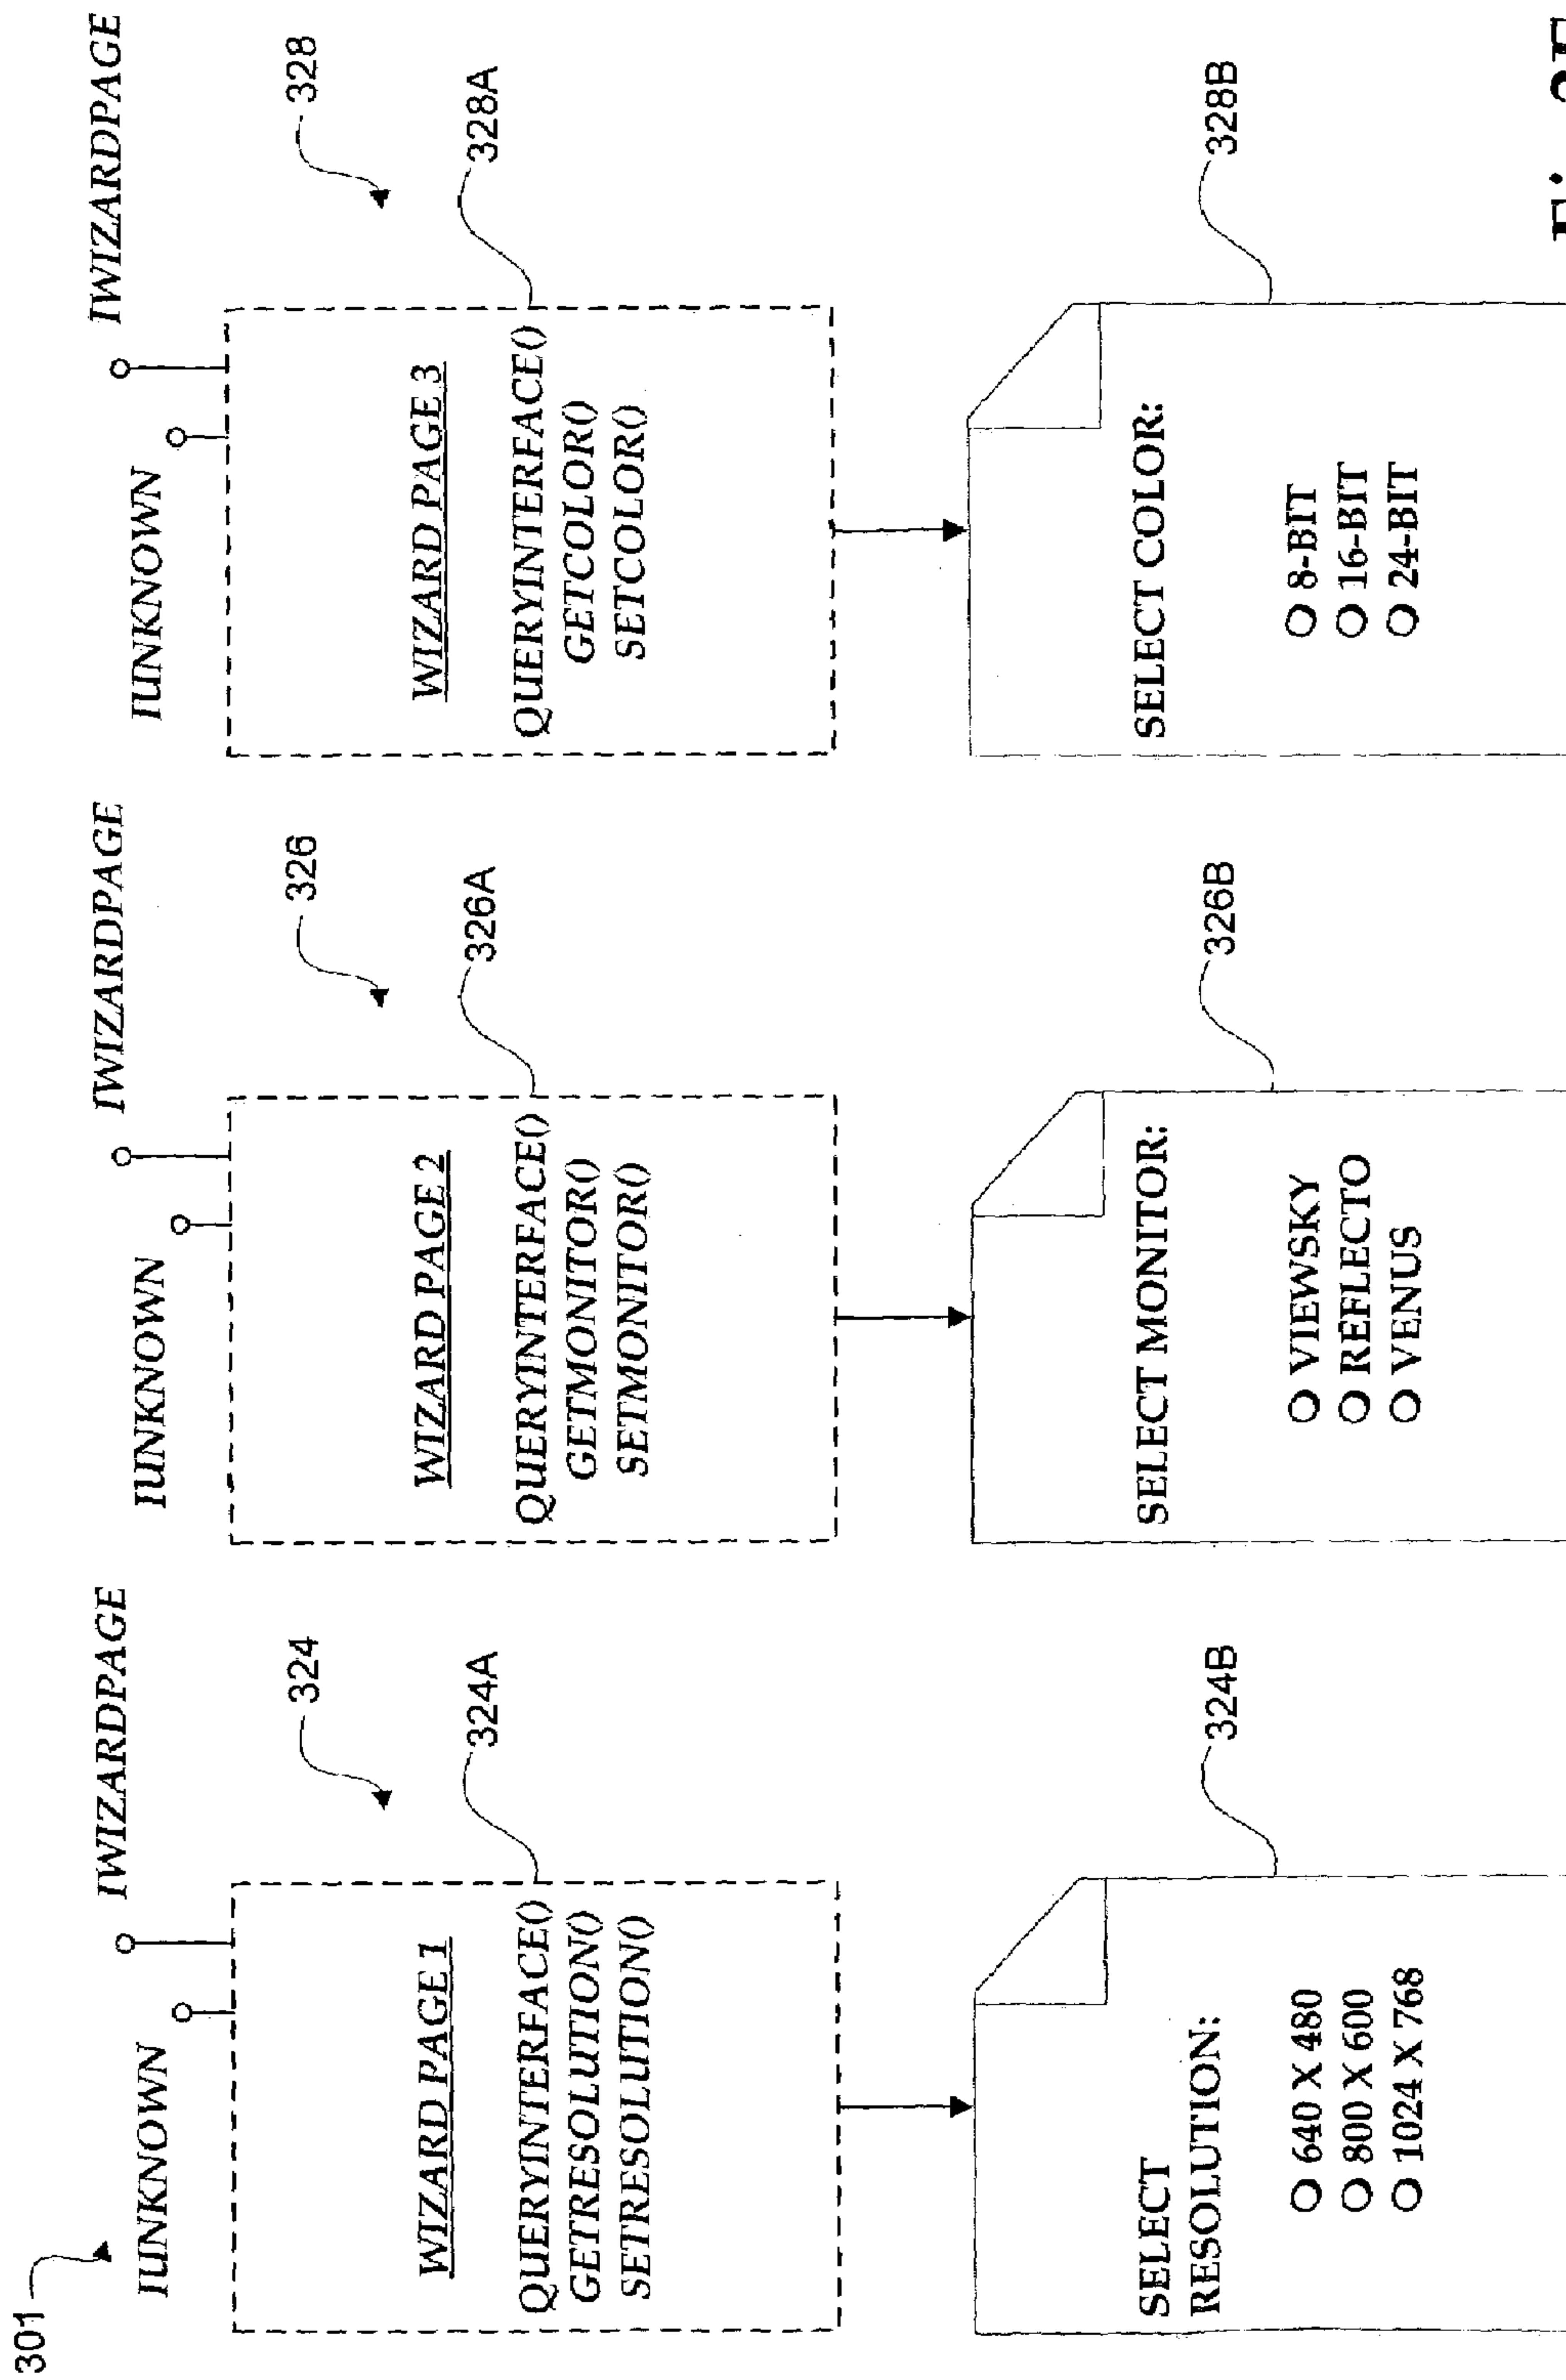 301
IUNKNOWN
IWIZARDPAGE
324
WIZARD PAGE 1
324A
QUERYINTERFACE()
GETRESOLUTION()
SETRESOLUTION()
324B
SELECT
RESOLUTION:
640 X 480
800 X 600
1024 X 768
IUNKNOWN
IWIZARDPAGE
326
WIZARD PAGE 2
326A
QUERYINTERFACE()
GETMONITOR()
SETMONITOR()
326B
SELECT MONITOR:
VIEWSKY
REFLECTO
VENUS
IUNKNOWN
IWIZARDPAGE
328
WIZARD PAGE 3
328A
QUERYINTERFACE()
GETCOLOR()
SETCOLOR()
328B
SELECT COLOR:
8-BIT
16-BIT
24-BIT